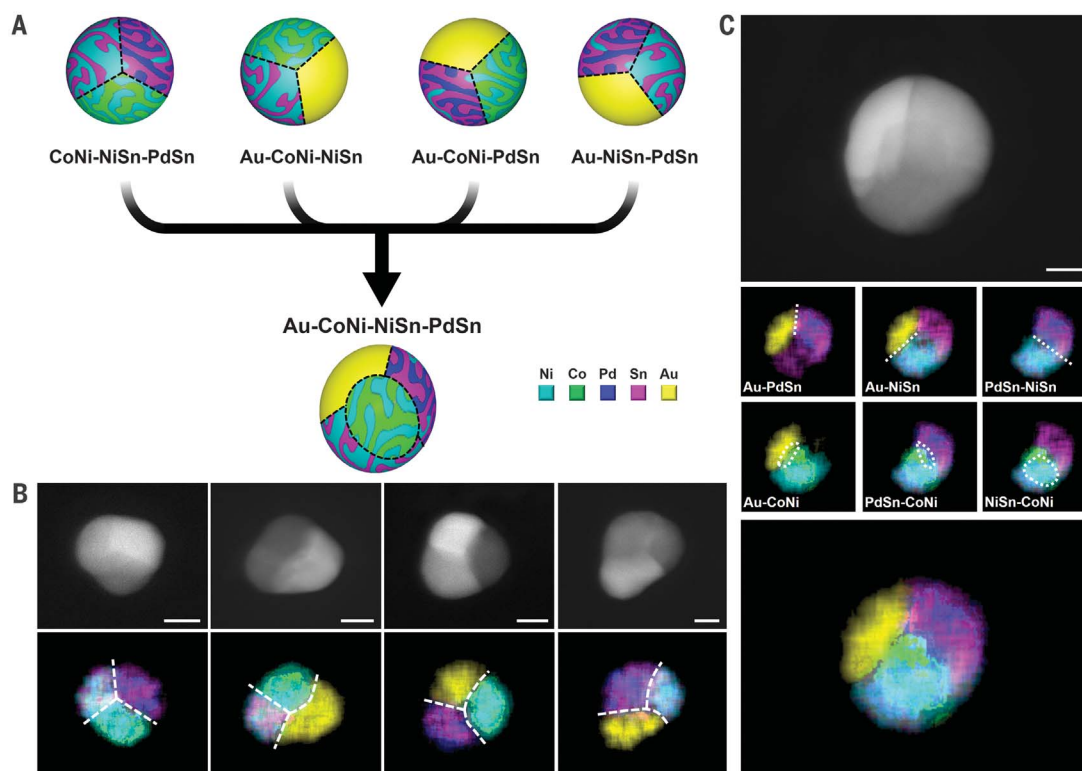 A
CoNi-NiSn-PdSn
Au-CoNi-NiSn
Au-CoNi-PdSn
Au-NiSn-PdSn
Au-CoNi-NiSn-PdSn
Ni Co Pd Sn Au
B
C
Au-PdSn
Au-NiSn
PdSn-NiSn
Au-CoNi
PdSn-CoNi
NiSn-CoNi